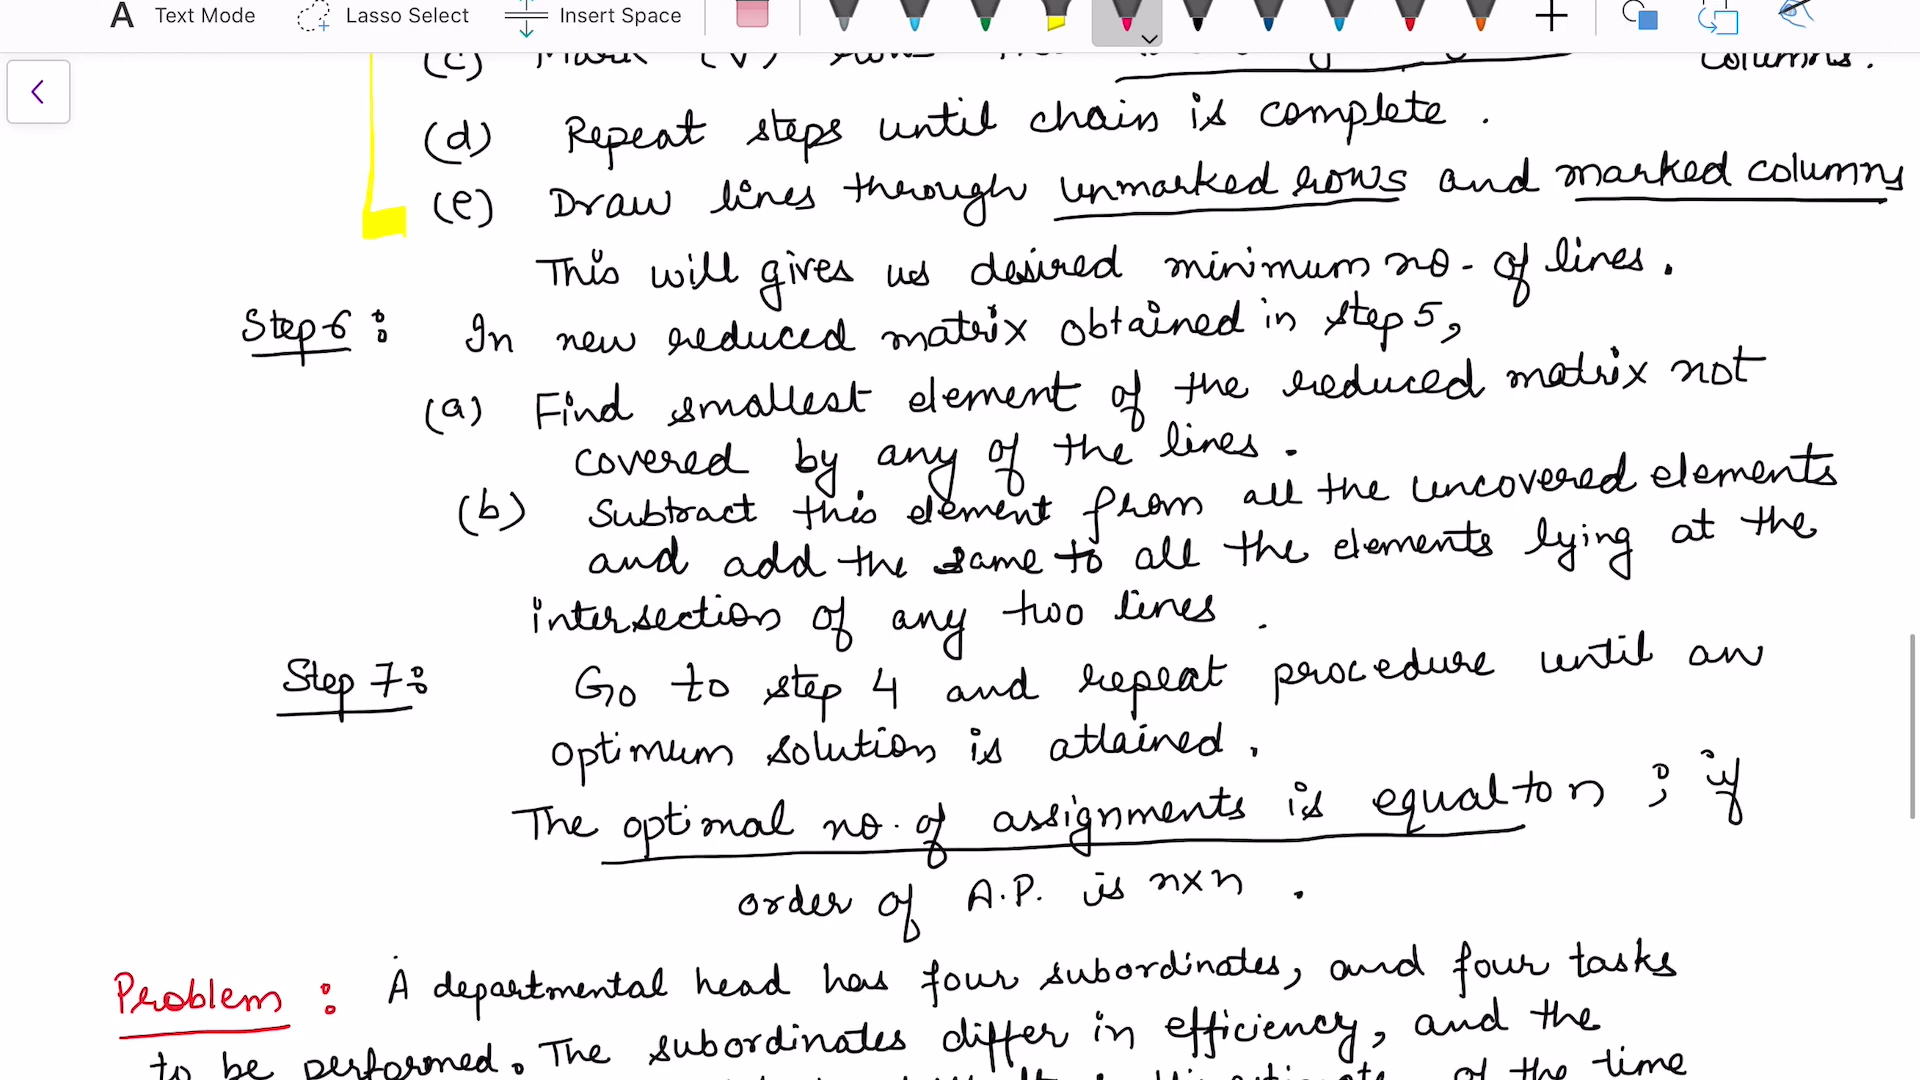 A Text Mode Lasso Select Insert Space
(c) Mark (√) rows columns.
(d) Repeat steps until chain is complete .
(e) Draw lines through unmarked rows and marked columns
This will gives us desired minimum no. of lines .
Step 6 : In new reduced matrix obtained in step 5,
(a) Find smallest element of the reduced matrix not
covered by any of the lines .
(b) Subtract this element from all the uncovered elements
and add the same to all the elements lying at the
intersection of any two lines .
Step 7: Go to step 4 and repeat procedure until an
optimum solution is attained .
The optimal no. of assignments is equal to n ; if
order of A.P. is n×n .
Problem : A departmental head has four subordinates, and four tasks
to be performed. The subordinates differ in efficiency, and the
of the time